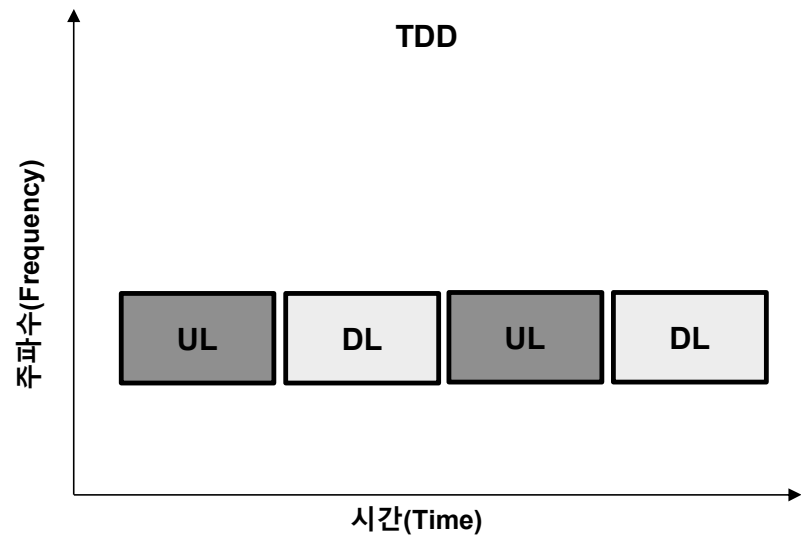 TDD
주파수(Frequency)
UL
DL
UL
DL
시간(Time)